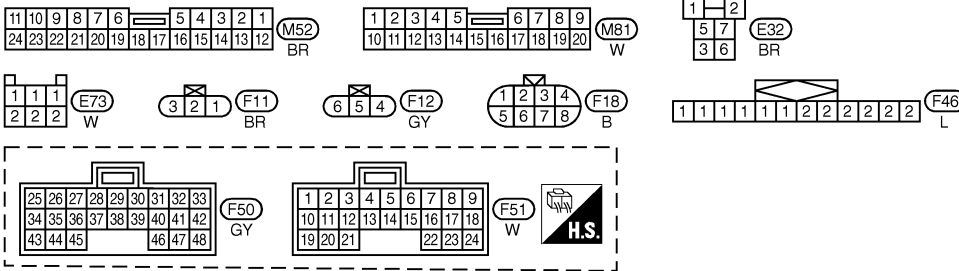 11 10 9 8 7 6 5 4 3 2 1
24 23 22 21 20 19 18 17 16 15 14 13 12
M52
BR
1 2 3 4 5 6 7 8 9
10 11 12 13 14 15 16 17 18 19 20
M81
W
1 2
5 7
3 6
E32
BR
1 1 1
2 2 2
E73
W
3 2 1
F11
BR
6 5 4
F12
GY
1 2 3 4
5 6 7 8
F18
B
1 1 1 1 1 1 2 2 2 2 2 2
F46
L
25 26 27 28 29 30 31 32 33
34 35 36 37 38 39 40 41 42
43 44 45 46 47 48
F50
GY
1 2 3 4 5 6 7 8 9
10 11 12 13 14 15 16 17 18
19 20 21 22 23 24
F51
W
H.S.